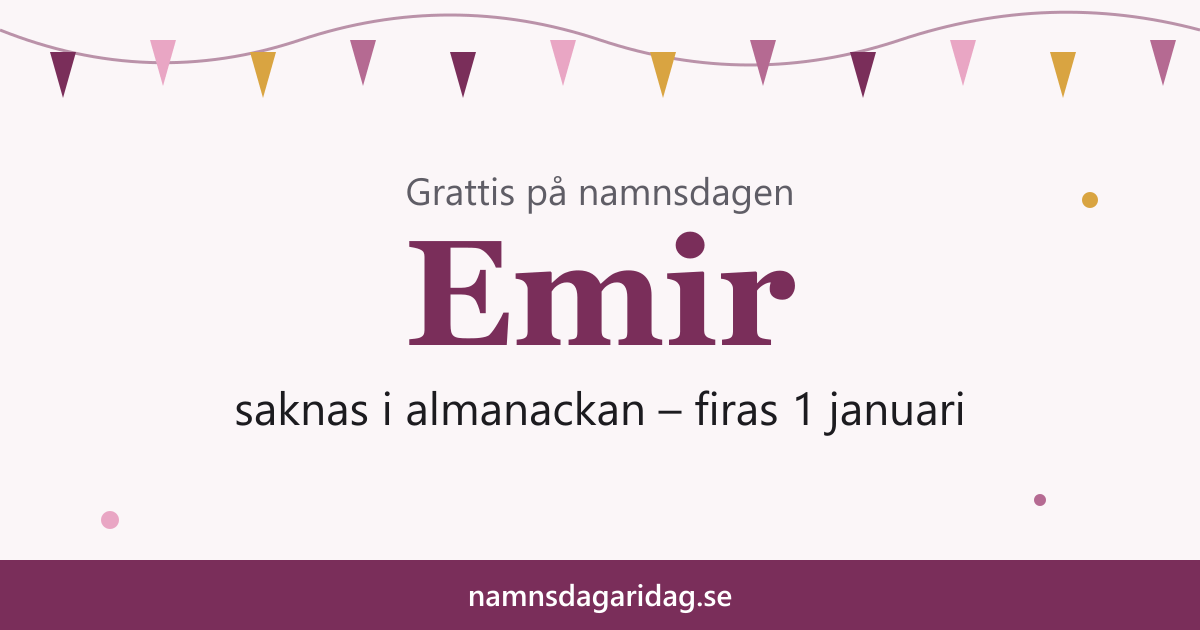 Grattis på namnsdagen
Emir
saknas i almanackan – firas 1 januari
namnsdagaridag.se